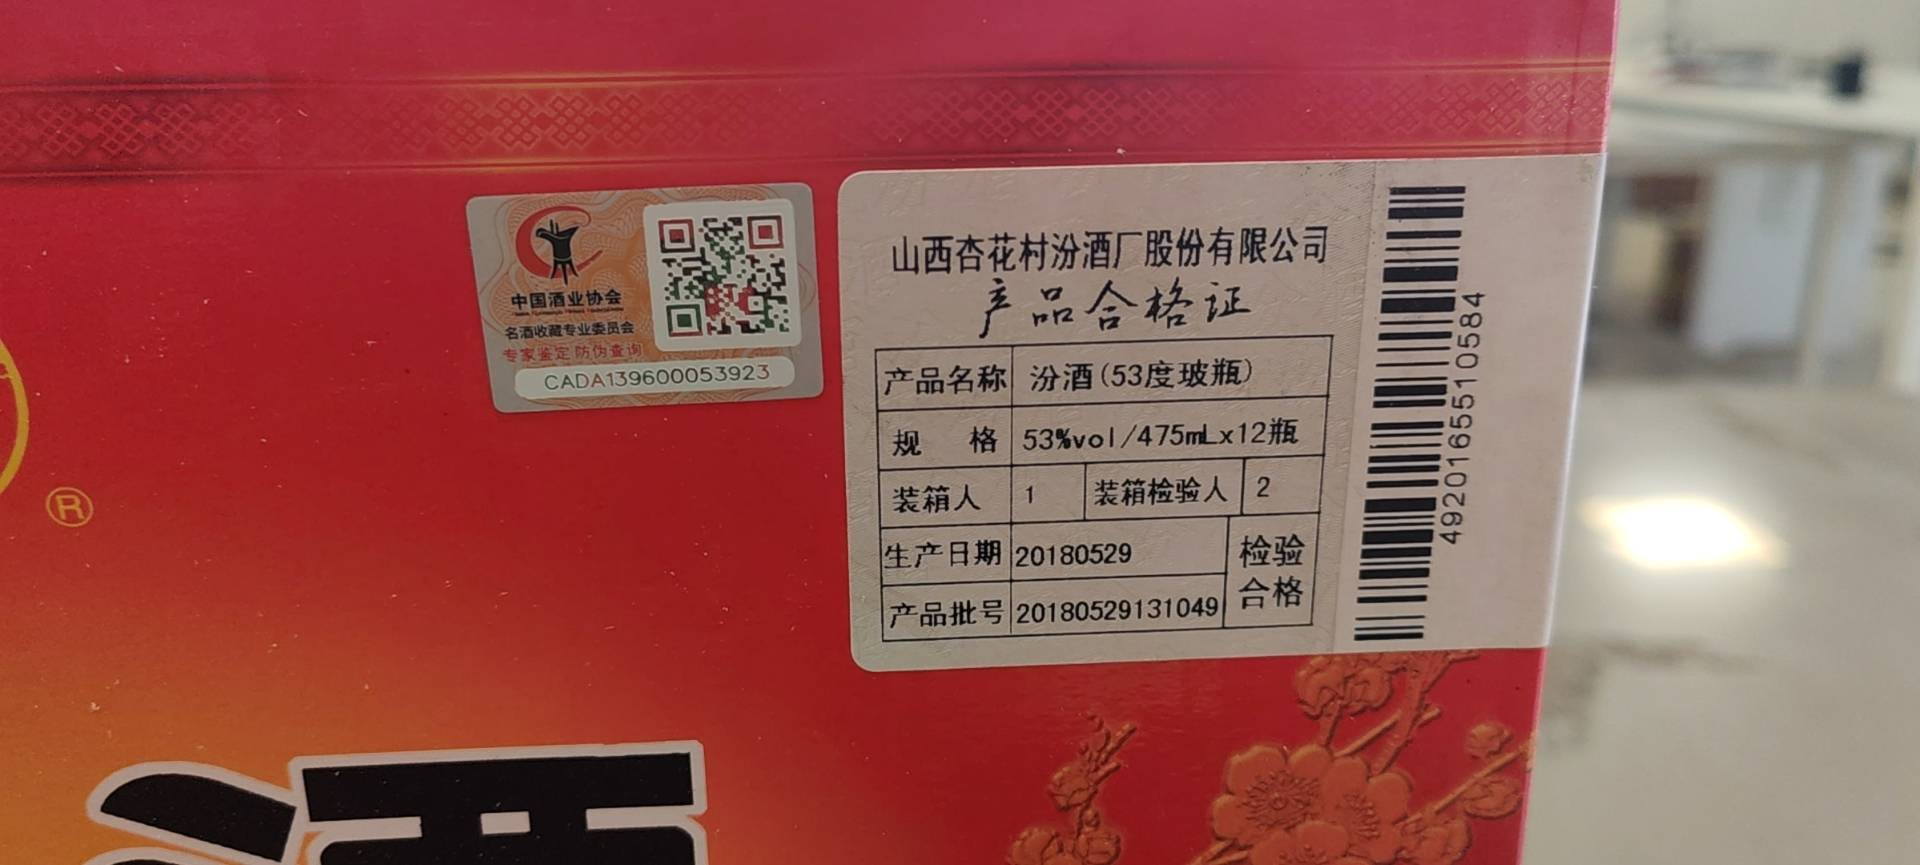 中国酒业协会
名酒收藏专业委员会
专家鉴定 防伪查询
CADA139600053923
山西杏花村汾酒厂股份有限公司
产品合格证
产品名称 汾酒(53度玻瓶)
规 格 53%vol/475mLx12瓶
装箱人 1 装箱检验人 2
生产日期 20180529 检验合格
产品批号 20180529131049
4920165510584
®
酒